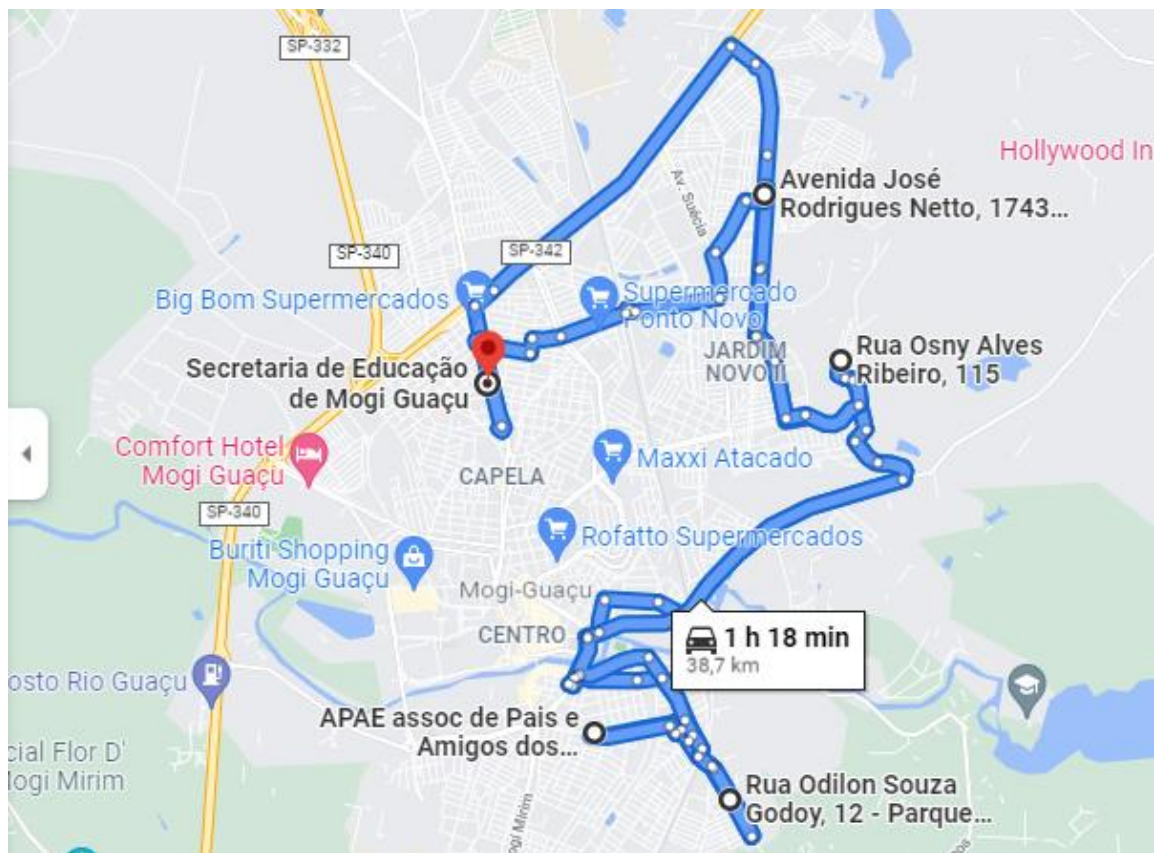 SP-332
Hollywood In
Avenida José
Rodrigues Netto, 1743...
Av. Suécia
SP-340
SP-342
Big Bom Supermercados
Supermercado
Ponto Novo
JARDIM
NOVO II
Rua Osny Alves
Ribeiro, 115
Secretaria de Educação
de Mogi Guaçu
Comfort Hotel
Mogi Guaçu
CAPELA
Maxxi Atacado
SP-340
Buriti Shopping
Mogi Guaçu
Rofatto Supermercados
Mogi-Guaçu
CENTRO
1 h 18 min
38,7 km
osto Rio Guaçu
APAE assoc de Pais e
Amigos dos...
cial Flor D'
Mogi Mirim
Rua Odilon Souza
Godoy, 12 - Parque...
Mogi Mirim